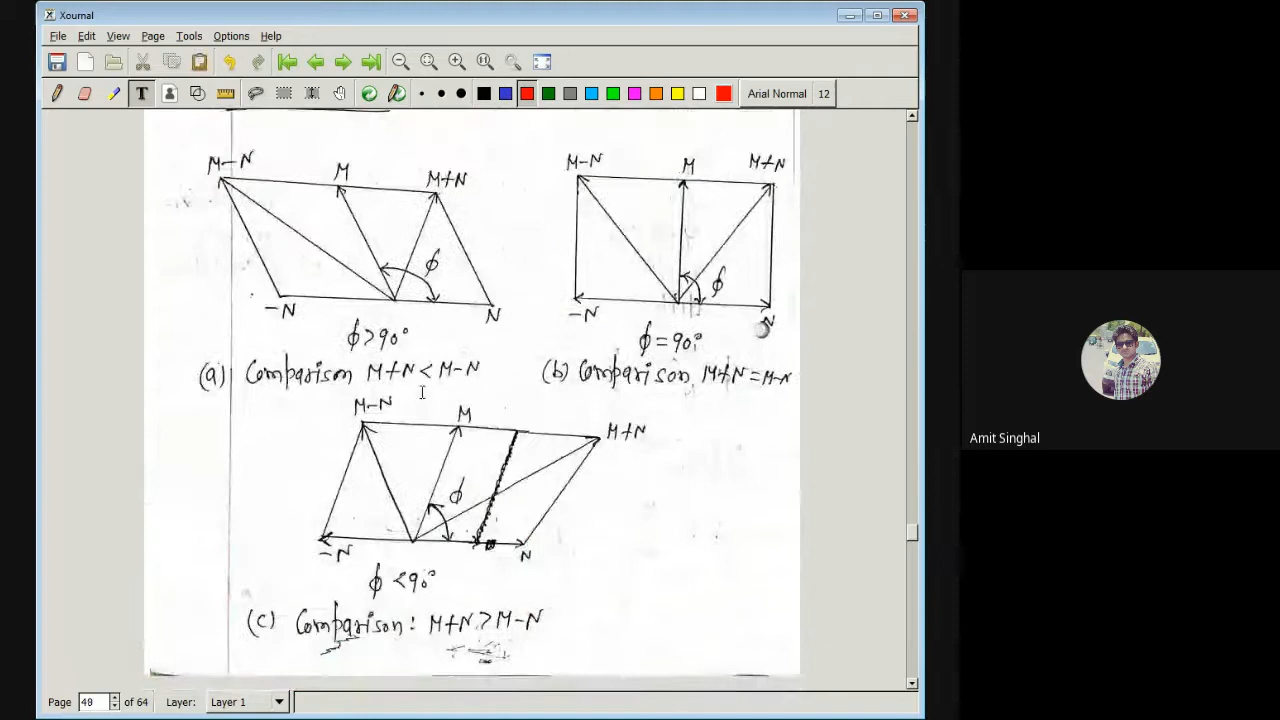 Xournal
File Edit View Page Tools Options Help
T Arial Normal 12
M-N M M+N
ϕ
-N N
ϕ>90°
(a) Comparison M+N < M-N
M-N M M+N
ϕ
-N N
ϕ=90°
(b) Comparison M+N = M-N
M-N M M+N
ϕ
-N N
ϕ<90°
(c) Comparison: M+N > M-N
Amit Singhal
Page 40 of 64 Layer: Layer 1